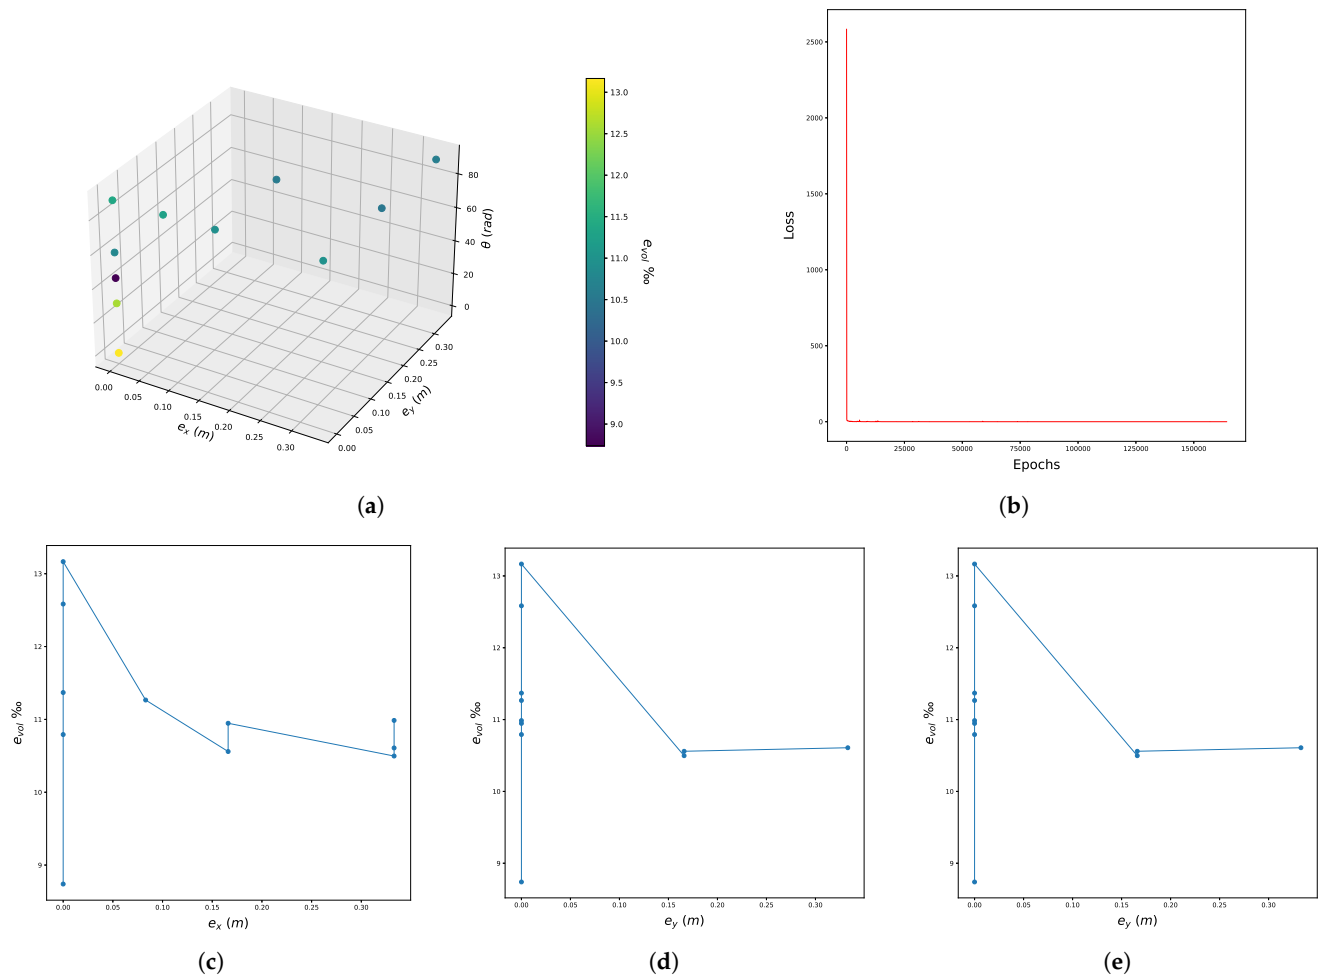 13.0
12.5
12.0
11.5
11.0
10.5
10.0
9.5
9.0
e_vol ‰
80
60
40
20
0
θ (rad)
0.00
0.05
0.10
0.15
0.20
0.25
0.30
e_x (m)
0.00
0.05
0.10
0.15
0.20
0.25
0.30
e_y (m)
(a)
2500
2000
1500
1000
500
0
Loss
0 25000 50000 75000 100000 125000 150000
Epochs
(b)
13
12
11
10
9
e_vol ‰
0.00 0.05 0.10 0.15 0.20 0.25 0.30
e_x (m)
(c)
13
12
11
10
9
e_vol ‰
0.00 0.05 0.10 0.15 0.20 0.25 0.30
e_y (m)
(d)
13
12
11
10
9
e_vol ‰
0.00 0.05 0.10 0.15 0.20 0.25 0.30
e_y (m)
(e)